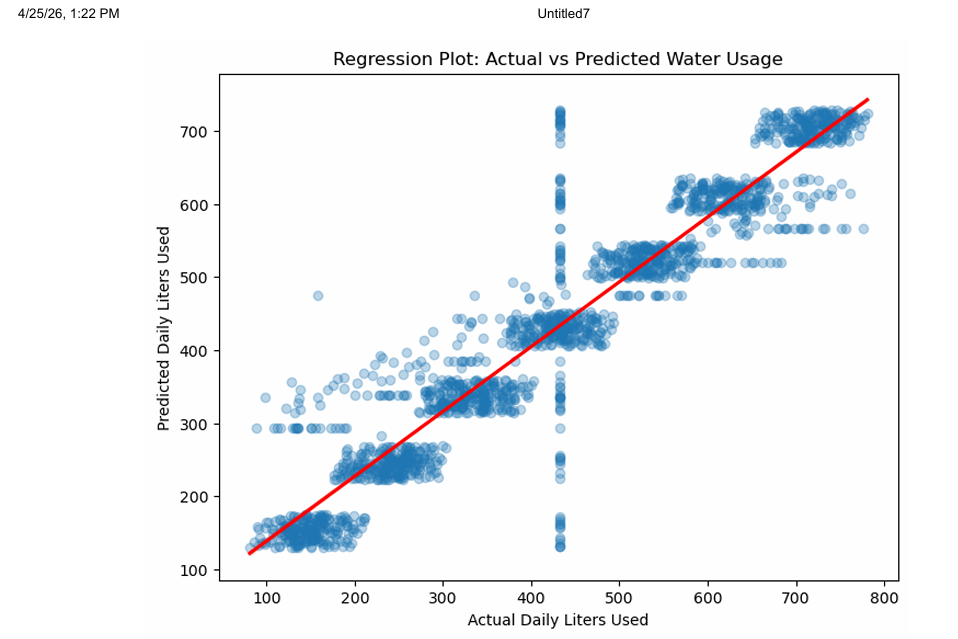 4/25/26, 1:22 PM
Untitled7
Regression Plot: Actual vs Predicted Water Usage
Predicted Daily Liters Used
700
600
500
400
300
200
100
100 200 300 400 500 600 700 800
Actual Daily Liters Used